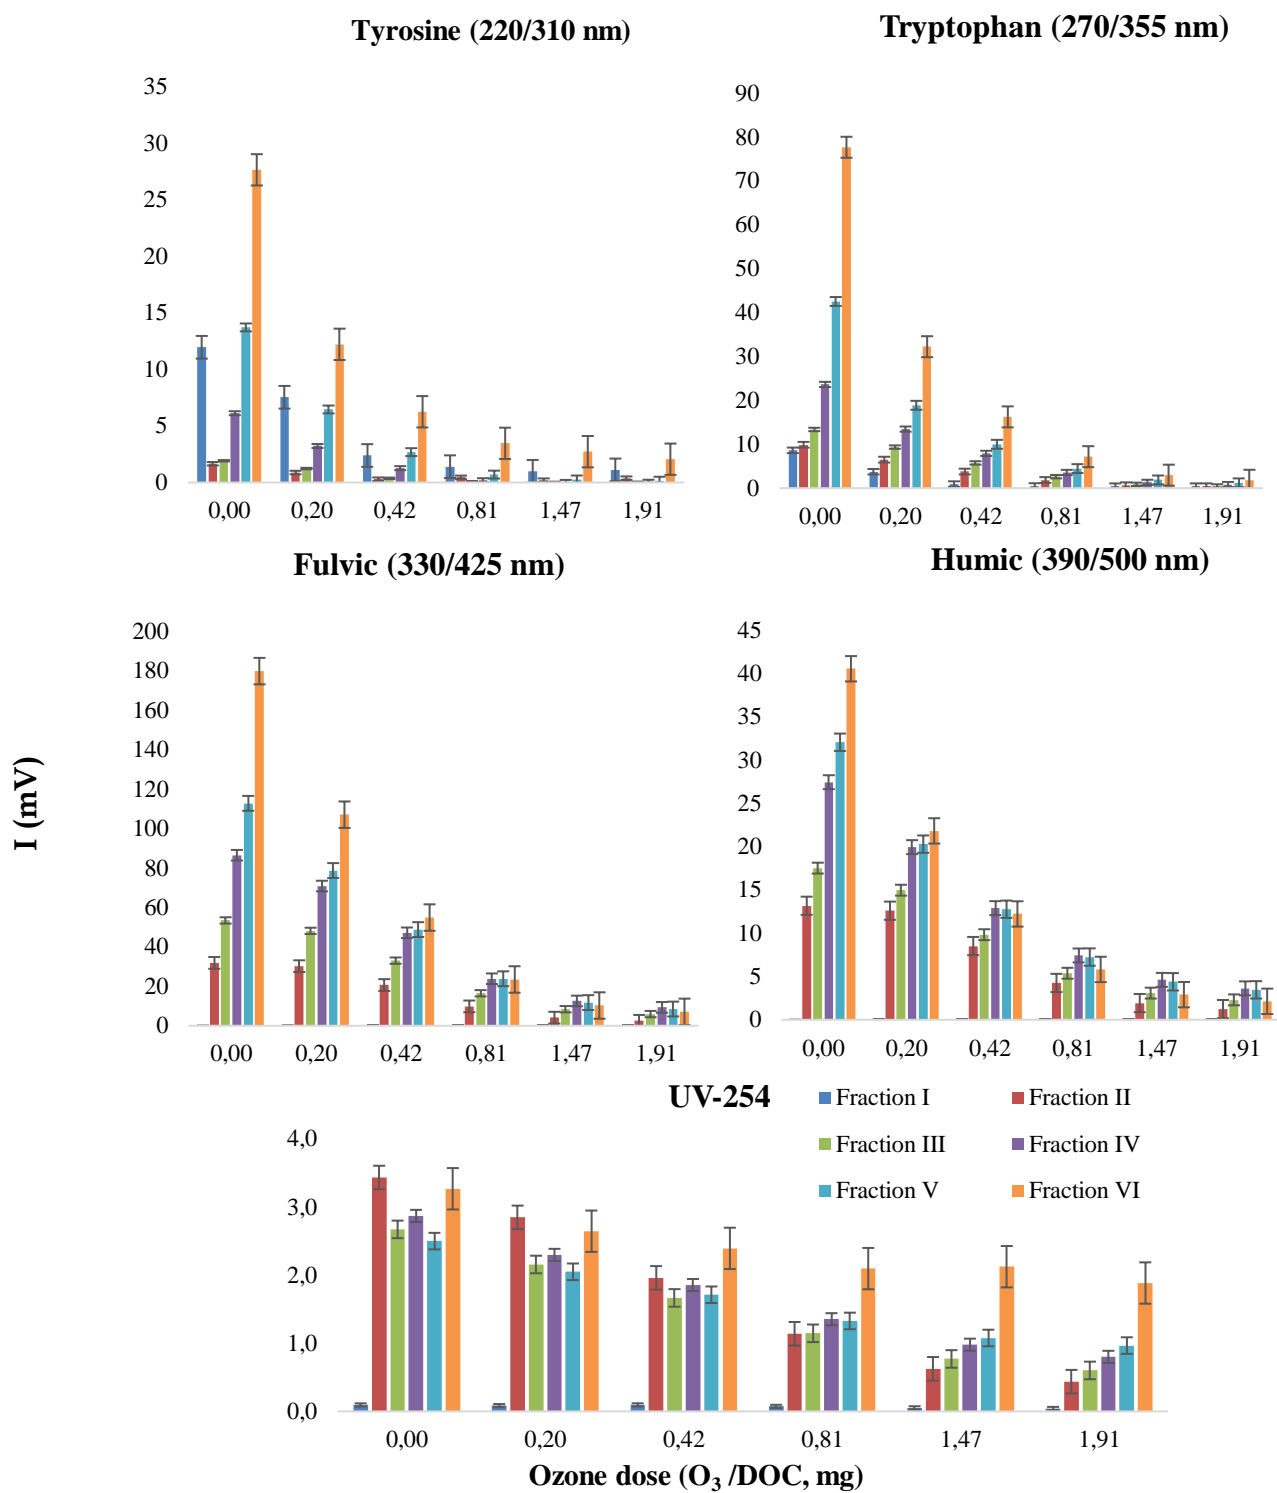 Tyrosine (220/310 nm)
35
30
25
20
15
10
5
0
0,00 0,20 0,42 0,81 1,47 1,91
Tryptophan (270/355 nm)
90
80
70
60
50
40
30
20
10
0
0,00 0,20 0,42 0,81 1,47 1,91
I (mV)
Fulvic (330/425 nm)
200
180
160
140
120
100
80
60
40
20
0
0,00 0,20 0,42 0,81 1,47 1,91
Humic (390/500 nm)
45
40
35
30
25
20
15
10
5
0
0,00 0,20 0,42 0,81 1,47 1,91
UV-254
Fraction I Fraction II
Fraction III Fraction IV
Fraction V Fraction VI
4,0
3,0
2,0
1,0
0,0
0,00 0,20 0,42 0,81 1,47 1,91
Ozone dose (O₃ /DOC, mg)